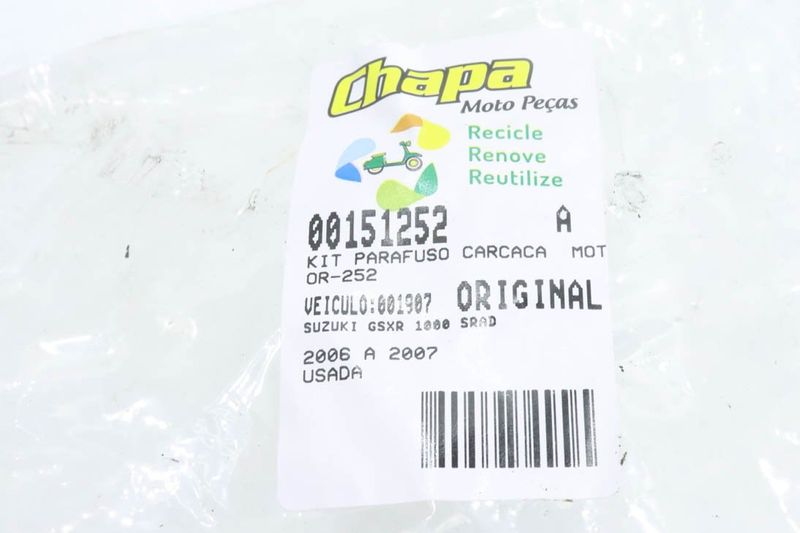 Chapa
Moto Peças
Recicle
Renove
Reutilize
00151252 A
KIT PARAFUSO CARCACA MOT
OR-252
VEICULO:001907 ORIGINAL
SUZUKI GSXR 1000 SRAD
2006 A 2007
USADA